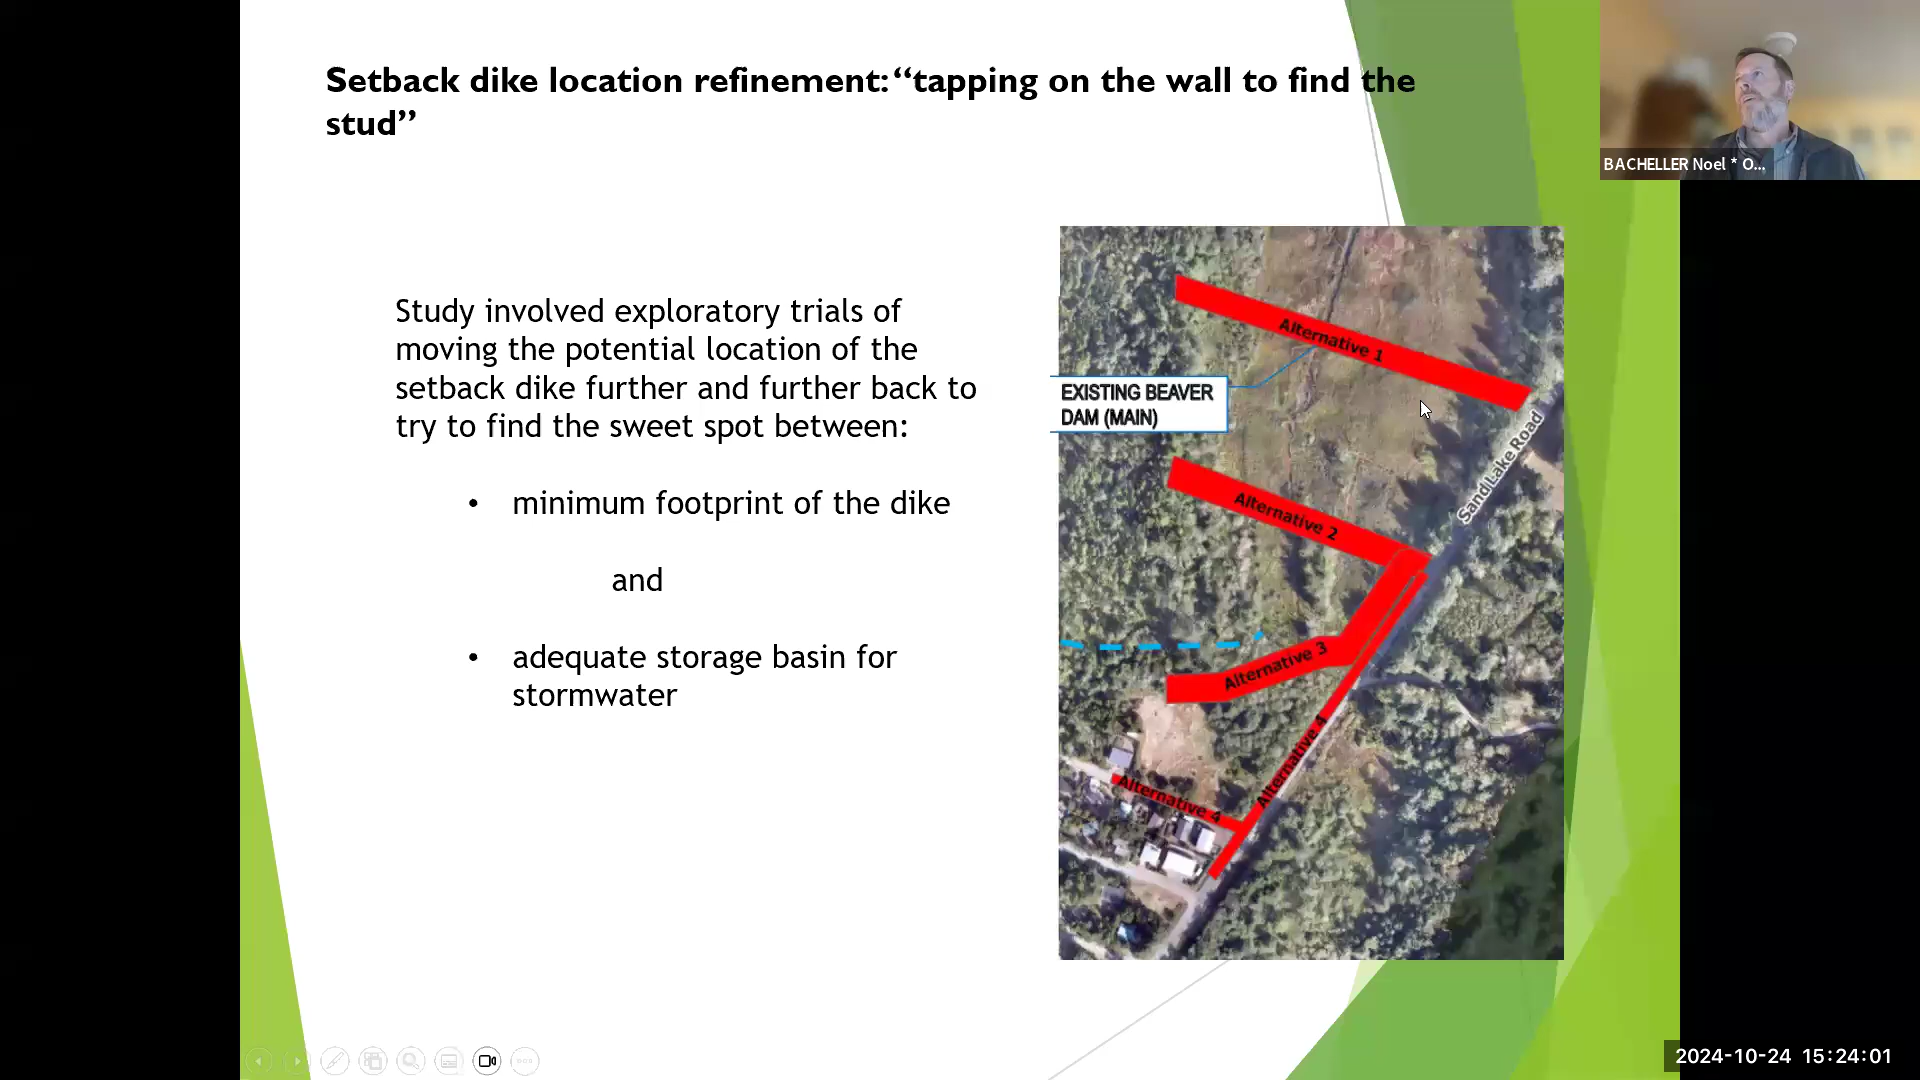 Setback dike location refinement: “tapping on the wall to find the
stud”
BACHELLER Noel * O...
Study involved exploratory trials of
moving the potential location of the
setback dike further and further back to
try to find the sweet spot between:
• minimum footprint of the dike
and
• adequate storage basin for
stormwater
Alternative 1
EXISTING BEAVER
DAM (MAIN)
Sand Lake Road
Alternative 2
Alternative 3
Alternative 4
Alternative 4
2024-10-24 15:24:01